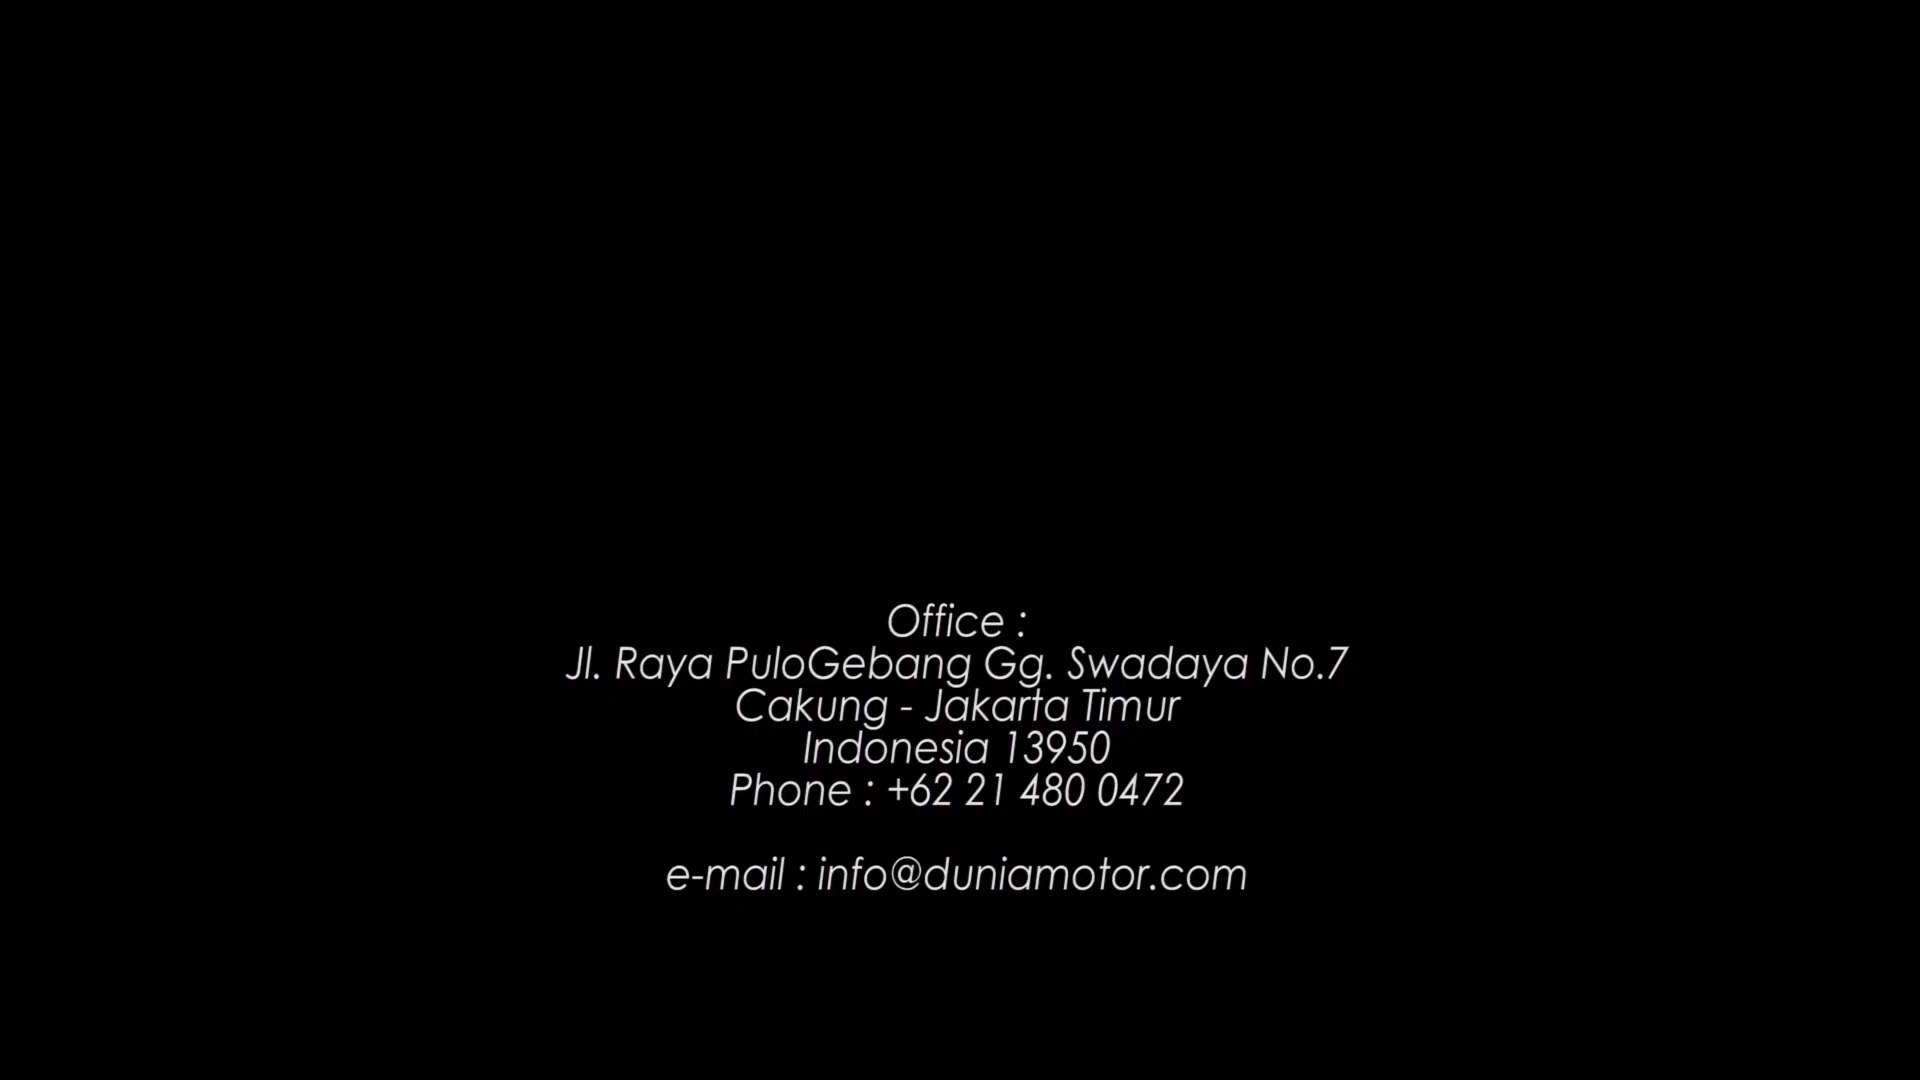 Office :
Jl. Raya PuloGebang Gg. Swadaya No.7
Cakung - Jakarta Timur
Indonesia 13950
Phone : +62 21 480 0472
e-mail : info@duniamotor.com